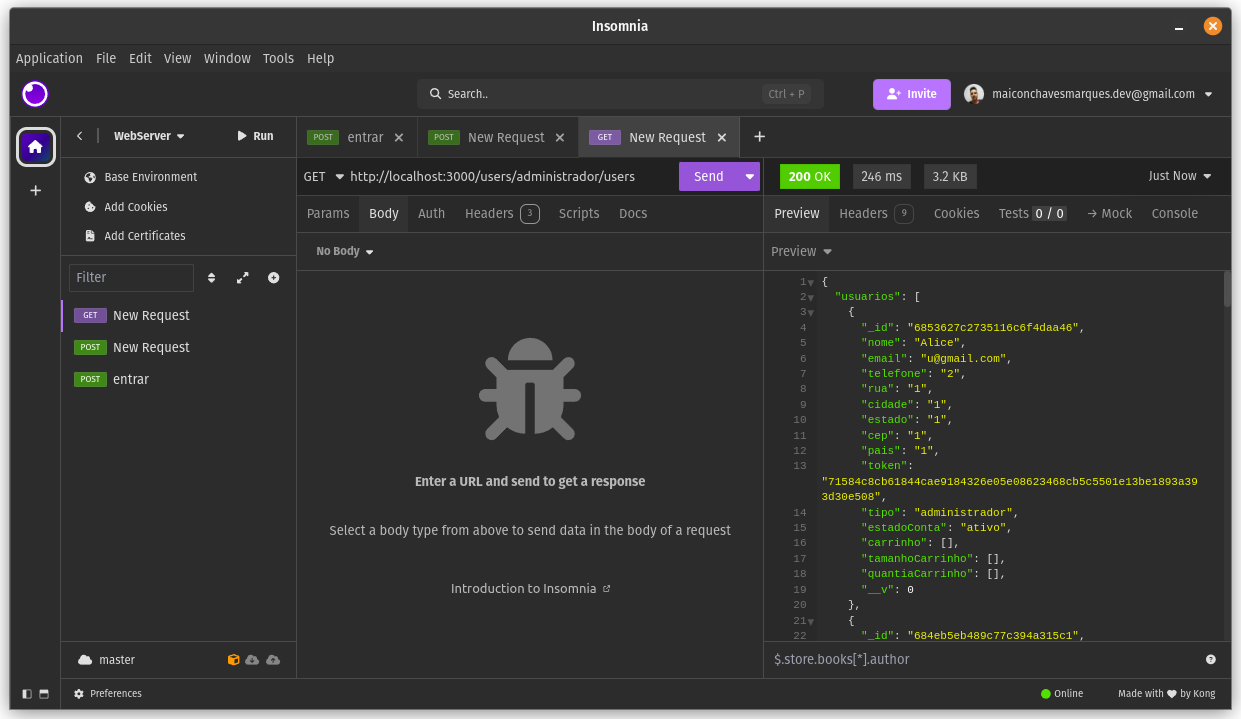 Insomnia
Application File Edit View Window Tools Help
Search.. Ctrl + P
Invite
maiconchavesmarques.dev@gmail.com
WebServer
Run
POST entrar
POST New Request
GET New Request
Base Environment
Add Cookies
Add Certificates
Filter
GET New Request
POST New Request
POST entrar
master
GET http://localhost:3000/users/administrador/users
Send
Params Body Auth Headers 3 Scripts Docs
No Body
Enter a URL and send to get a response
Select a body type from above to send data in the body of a request
Introduction to Insomnia
200 OK 246 ms 3.2 KB
Just Now
Preview Headers 9 Cookies Tests 0 / 0 Mock Console
Preview
1 {
2 "usuarios": [
3 {
4 "_id": "6853627c2735116c6f4daa46",
5 "nome": "Alice",
6 "email": "u@gmail.com",
7 "telefone": "2",
8 "rua": "1",
9 "cidade": "1",
10 "estado": "1",
11 "cep": "1",
12 "pais": "1",
13 "token":
"71584c8cb61844cae9184326e05e08623468cb5c5501e13be1893a39
3d30e508",
14 "tipo": "administrador",
15 "estadoConta": "ativo",
16 "carrinho": [],
17 "tamanhoCarrinho": [],
18 "quantiaCarrinho": [],
19 "__v": 0
20 },
21 {
22 "_id": "684eb5eb489c77c394a315c1",
$.store.books[*].author
Preferences
Online
Made with ♥ by Kong